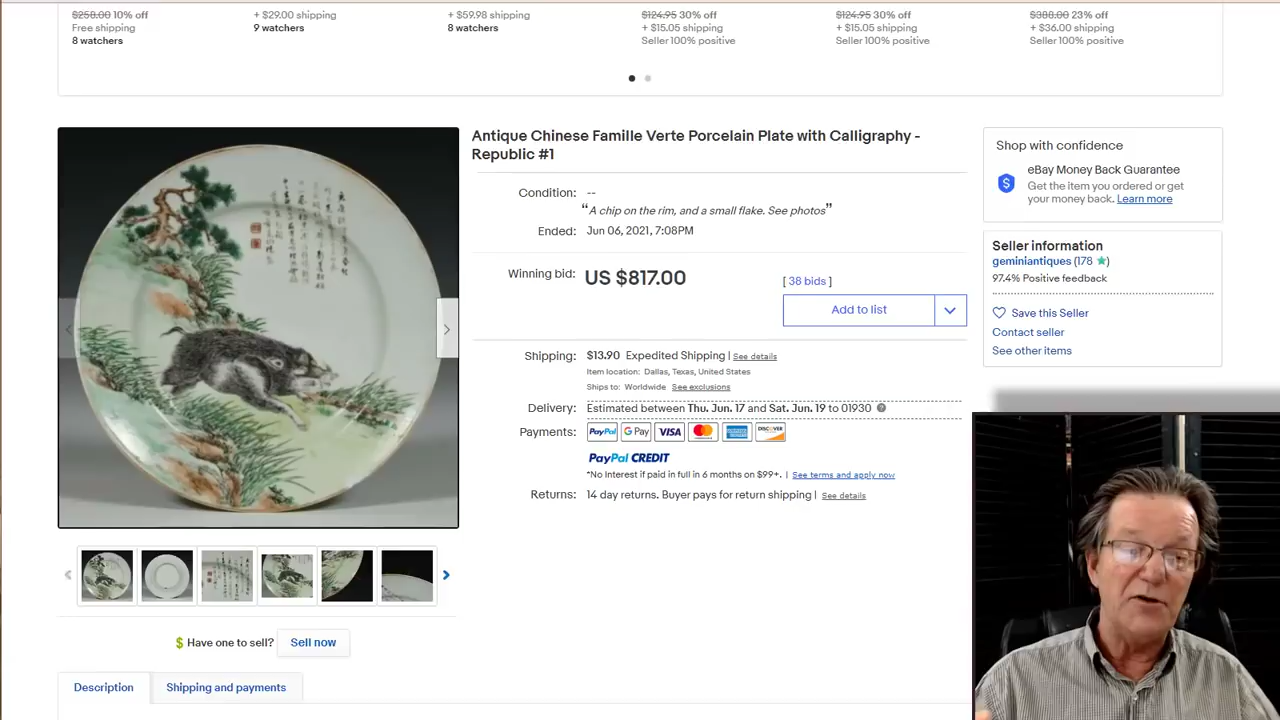 $258.00 10% off
Free shipping
8 watchers
+ $29.00 shipping
9 watchers
+ $59.98 shipping
8 watchers
$124.95 30% off
+ $15.05 shipping
Seller 100% positive
$124.95 30% off
+ $15.05 shipping
Seller 100% positive
$388.00 23% off
+ $36.00 shipping
Seller 100% positive
Antique Chinese Famille Verte Porcelain Plate with Calligraphy -
Republic #1
Condition: --
“A chip on the rim, and a small flake. See photos”
Ended: Jun 06, 2021, 7:08PM
Winning bid: US $817.00 [ 38 bids ]
Add to list
Shipping: $13.90 Expedited Shipping | See details
Item location: Dallas, Texas, United States
Ships to: Worldwide See exclusions
Delivery: Estimated between Thu. Jun. 17 and Sat. Jun. 19 to 01930
Payments: PayPal G Pay VISA MasterCard AMERICAN EXPRESS DISCOVER
PayPal CREDIT
*No Interest if paid in full in 6 months on $99+. | See terms and apply now
Returns: 14 day returns. Buyer pays for return shipping | See details
Shop with confidence
eBay Money Back Guarantee
Get the item you ordered or get
your money back. Learn more
Seller information
geminiantiques (178 ★)
97.4% Positive feedback
Save this Seller
Contact seller
See other items
$ Have one to sell? Sell now
Description
Shipping and payments